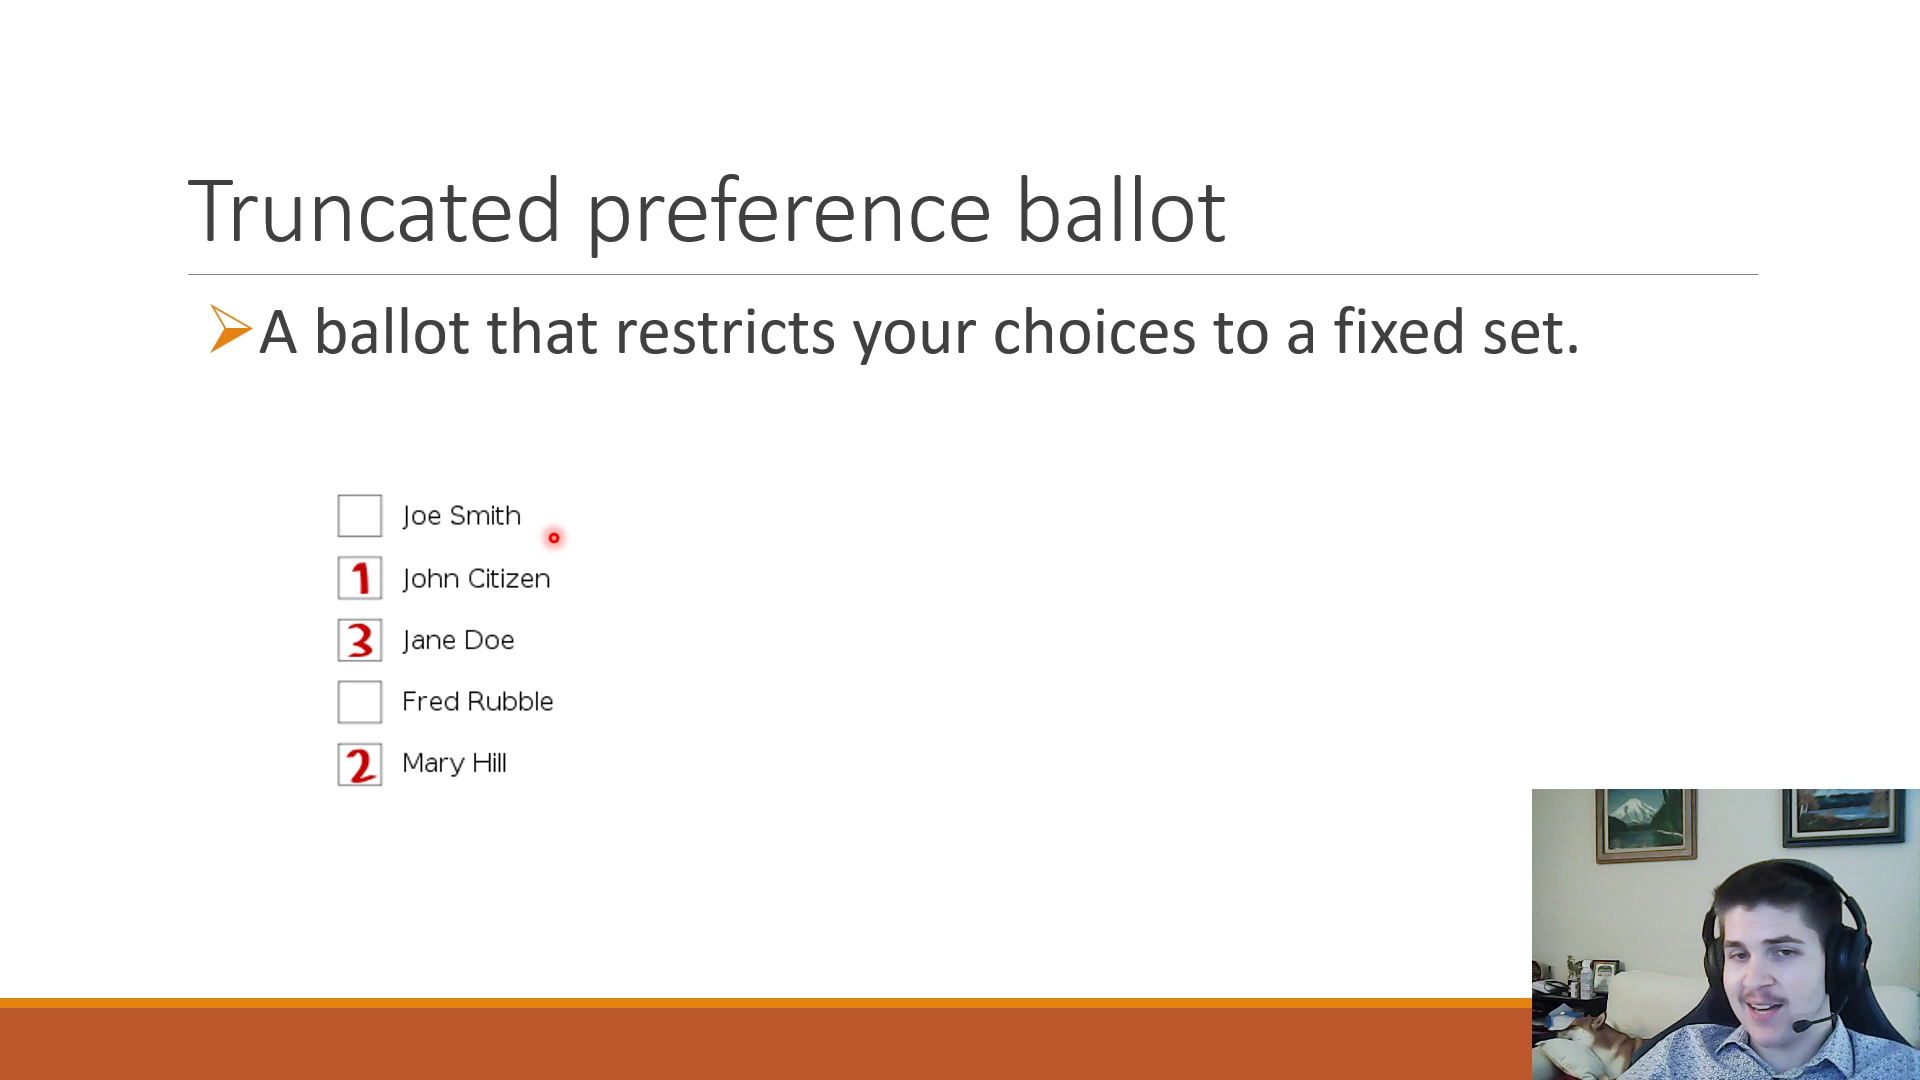 Truncated preference ballot
A ballot that restricts your choices to a fixed set.
Joe Smith
1 John Citizen
3 Jane Doe
Fred Rubble
2 Mary Hill